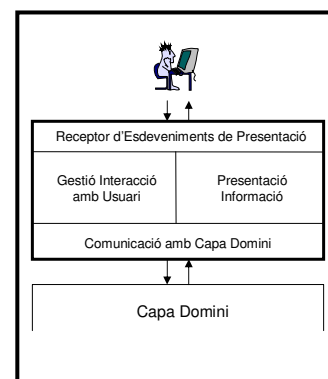 Receptor d'Esdeveniments de Presentació
Gestió Interacció
amb Usuari
Presentació
Informació
Comunicació amb Capa Domini
Capa Domini